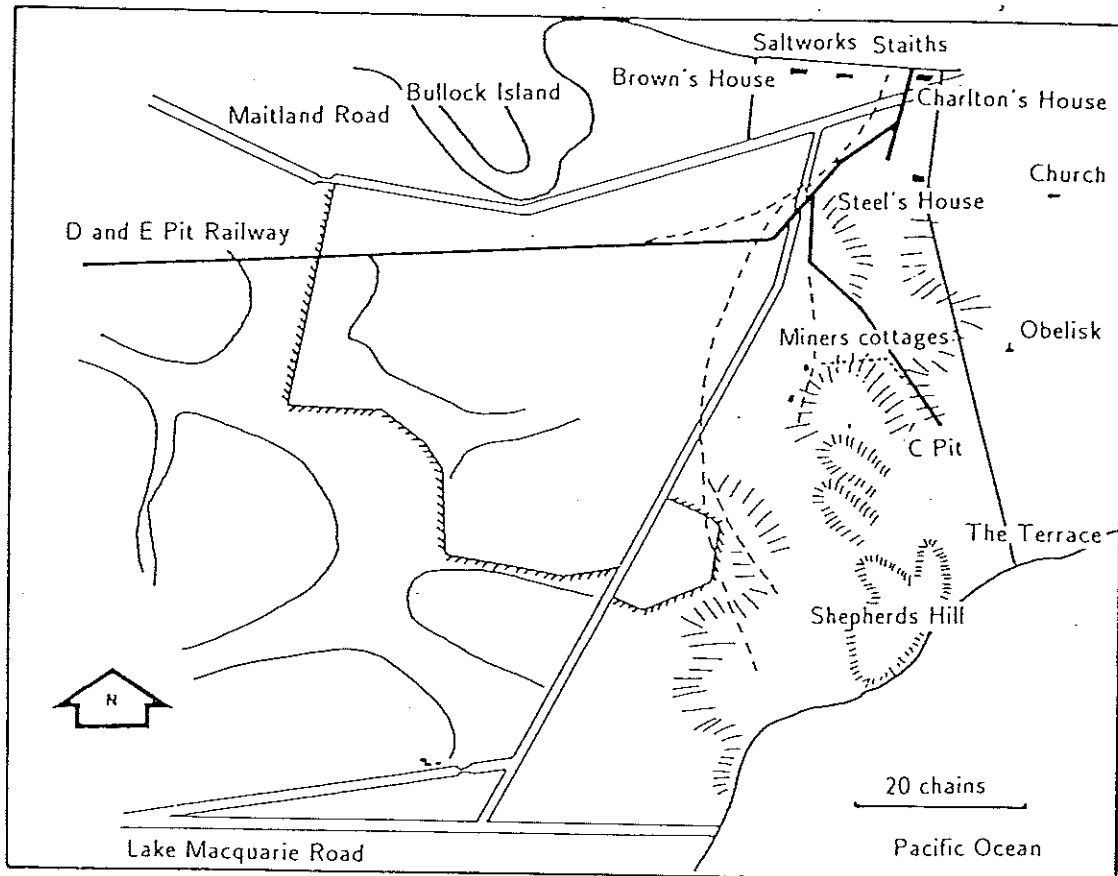 Saltworks Staiths
Brown's House
Bullock Island
Charlton's House
Maitland Road
Church
Steel's House
D and E Pit Railway
Miners cottages
Obelisk
C Pit
The Terrace
Shepherds Hill
N
20 chains
Lake Macquarie Road
Pacific Ocean